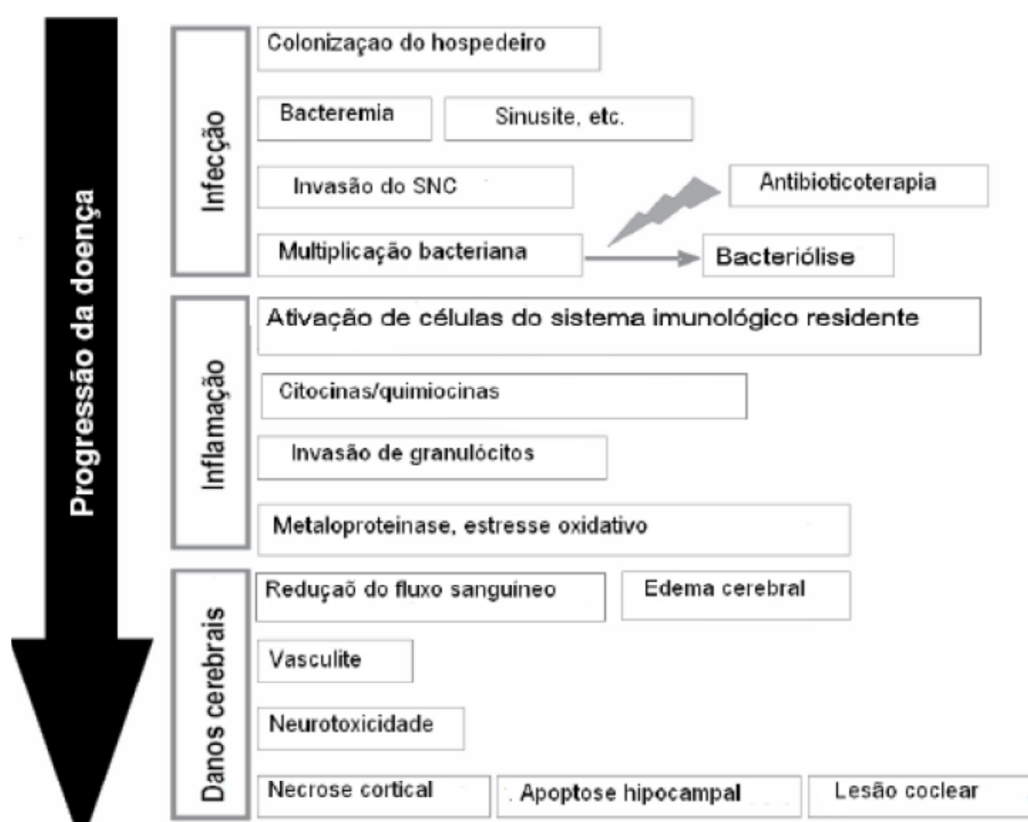 Progressão da doença
Infecção
Colonizaçao do hospedeiro
Bacteremia
Sinusite, etc.
Invasão do SNC
Antibioticoterapia
Multiplicação bacteriana
Bacteriólise
Inflamação
Ativação de células do sistema imunológico residente
Citocinas/quimiocinas
Invasão de granulócitos
Metaloproteinase, estresse oxidativo
Danos cerebrais
Reduçaõ do fluxo sanguíneo
Edema cerebral
Vasculite
Neurotoxicidade
Necrose cortical
Apoptose hipocampal
Lesão coclear